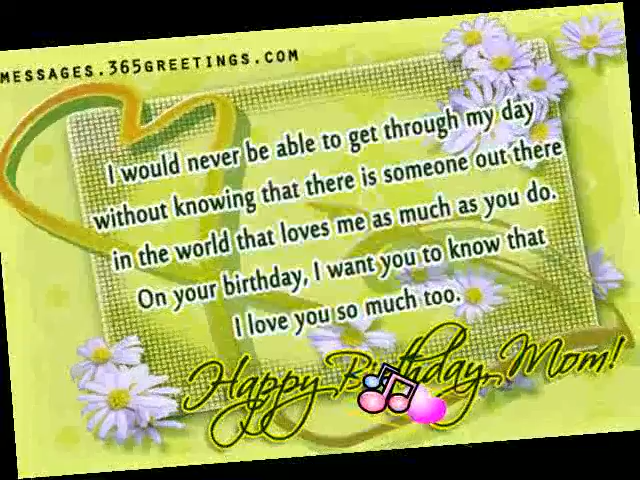 MESSAGES.365GREETINGS.COM
I would never be able to get through my day
without knowing that there is someone out there
in the world that loves me as much as you do.
On your birthday, I want you to know that
I love you so much too.
Happy Birthday, Mom!